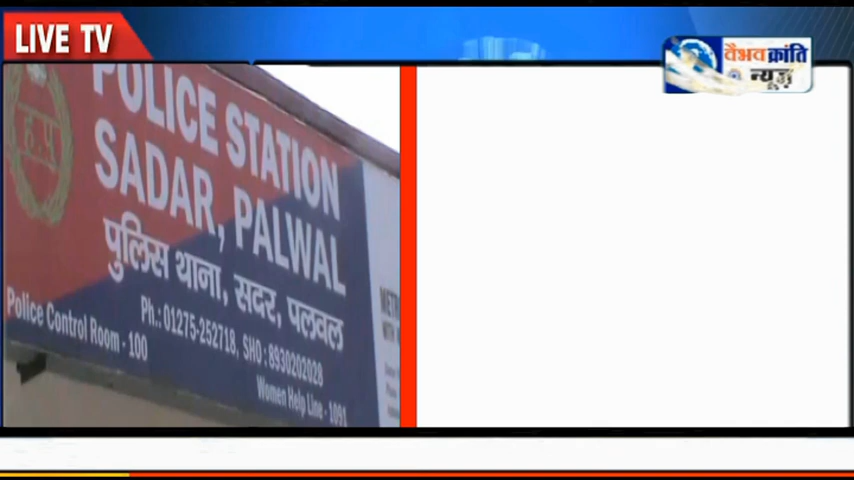 LIVE TV
वैभव क्रांति
न्यूज़
ह.प
POLICE STATION
SADAR, PALWAL
पुलिस थाना, सदर, पलवल
Ph.: 01275-252718, SHO: 8930202028
Police Control Room - 100
Women Help Line - 1091